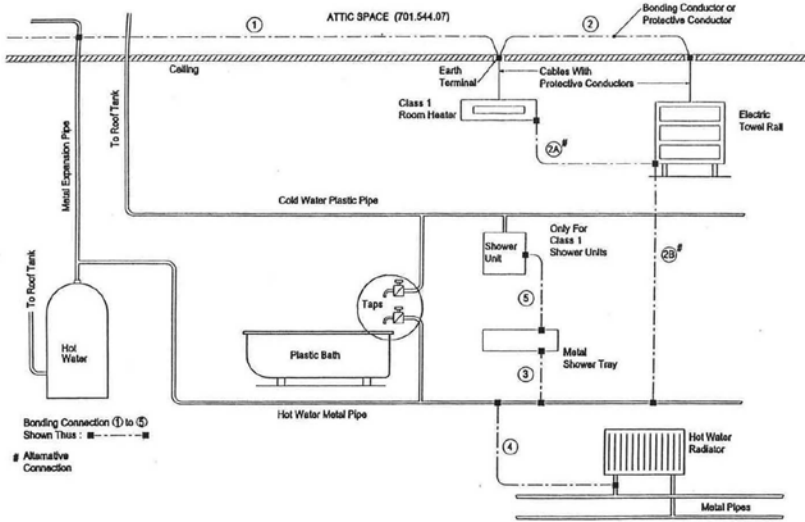 ①
ATTIC SPACE (701.544.07)
②
Bonding Conductor or
Protective Conductor
Ceiling
Earth
Terminal
Cables With
Protective Conductors
Metal Expansion Pipe
To Roof Tank
Class 1
Room Heater
Electric
Towel Rail
2A #
Cold Water Plastic Pipe
Shower
Unit
Only For
Class 1
Shower Units
2B #
To Roof Tank
Taps
⑤
Hot
Water
Plastic Bath
Metal
Shower Tray
③
Hot Water Metal Pipe
Bonding Connection ① to ⑤
Shown Thus :
# Alternative
Connection
④
Hot Water
Radiator
Metal Pipes